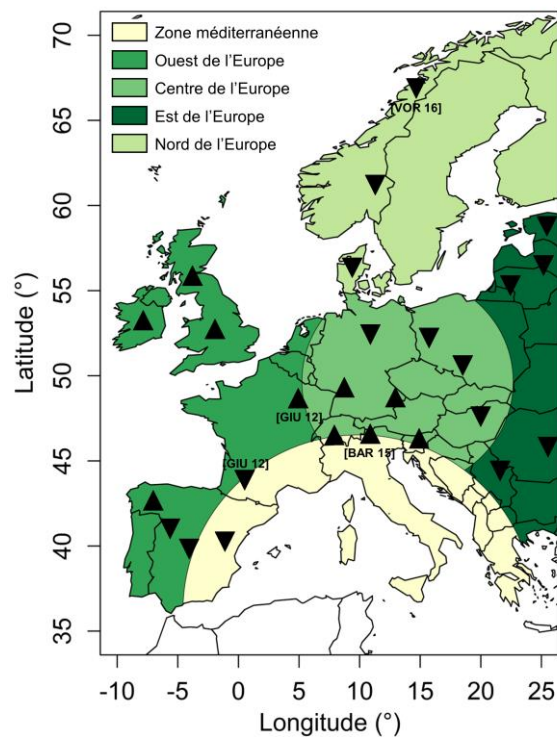 Zone méditerranéenne
Ouest de l'Europe
Centre de l'Europe
Est de l'Europe
Nord de l'Europe
[VOR 16]
[GIU 12]
[GIU 12]
[BAR 15]
Latitude (°)
70
65
60
55
50
45
40
35
-10 -5 0 5 10 15 20 25
Longitude (°)